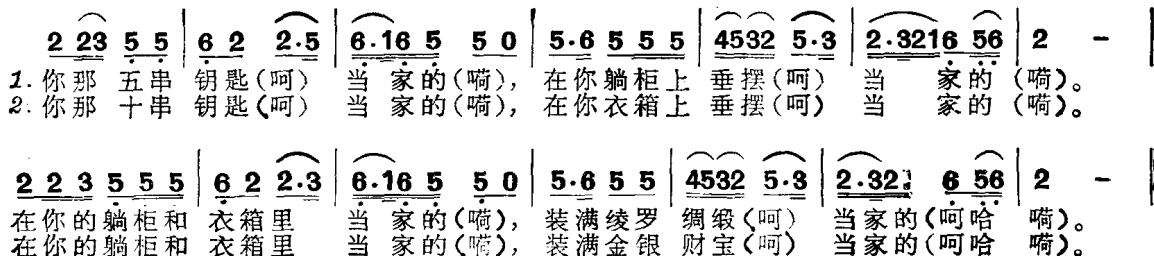 2 23 5 5 | 6 2 2·5 | 6·16 5 5 0 | 5·6 5 5 5 | 4532 5·3 | 2·3216 56 | 2 - |
1. 你那 五串 钥匙(呵) 当 家的(嗬), 在你躺柜上 垂摆(呵) 当 家的 (嗬)。
2. 你那 十串 钥匙(呵) 当 家的(嗬), 在你衣箱上 垂摆(呵) 当 家的 (嗬)。
2 2 3 5 5 5 | 6 2 2·3 | 6·16 5 5 0 | 5·6 5 5 | 4532 5·3 | 2·321 6 56 | 2 - |
在你的躺柜和 衣箱里 当 家的(嗬), 装满绫罗 绸缎(呵) 当家的(呵哈 嗬)。
在你的躺柜和 衣箱里 当 家的(嗬), 装满金银 财宝(呵) 当家的(呵哈 嗬)。